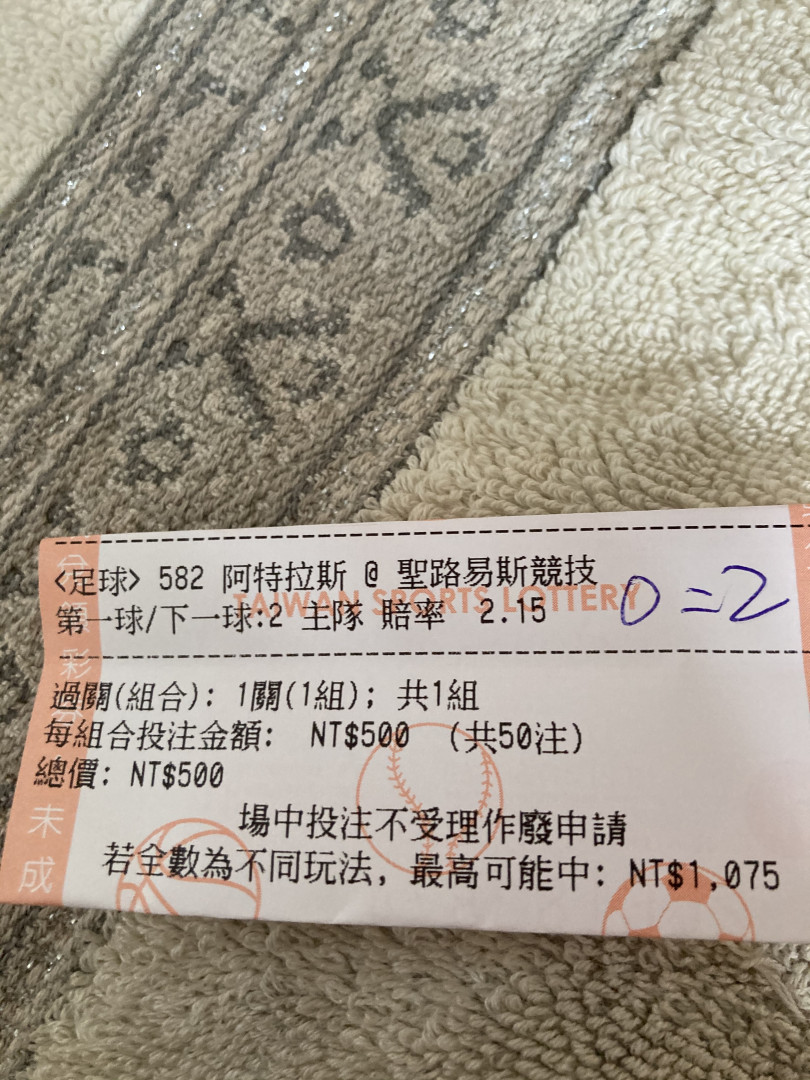 <足球> 582 阿特拉斯 @ 聖路易斯競技
TAIWAN SPORTS LOTTERY
第一球/下一球:2 主隊 賠率 2.15
0=2
過關(組合): 1關(1組); 共1組
每組合投注金額: NT$500 (共50注)
總價: NT$500
場中投注不受理作廢申請
若全數為不同玩法, 最高可能中: NT$1,075
彩
未
成